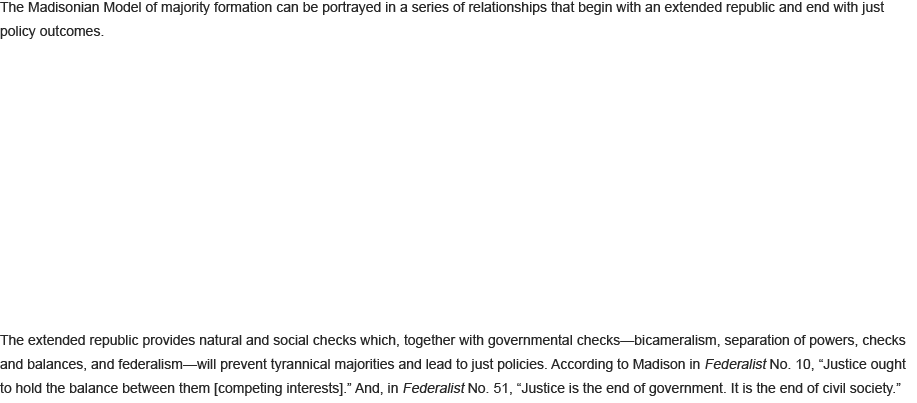 The Madisonian Model of majority formation can be portrayed in a series of relationships that begin with an extended republic and end with just
policy outcomes.
The extended republic provides natural and social checks which, together with governmental checks—bicameralism, separation of powers, checks
and balances, and federalism—will prevent tyrannical majorities and lead to just policies. According to Madison in Federalist No. 10, “Justice ought
to hold the balance between them [competing interests].” And, in Federalist No. 51, “Justice is the end of government. It is the end of civil society.”